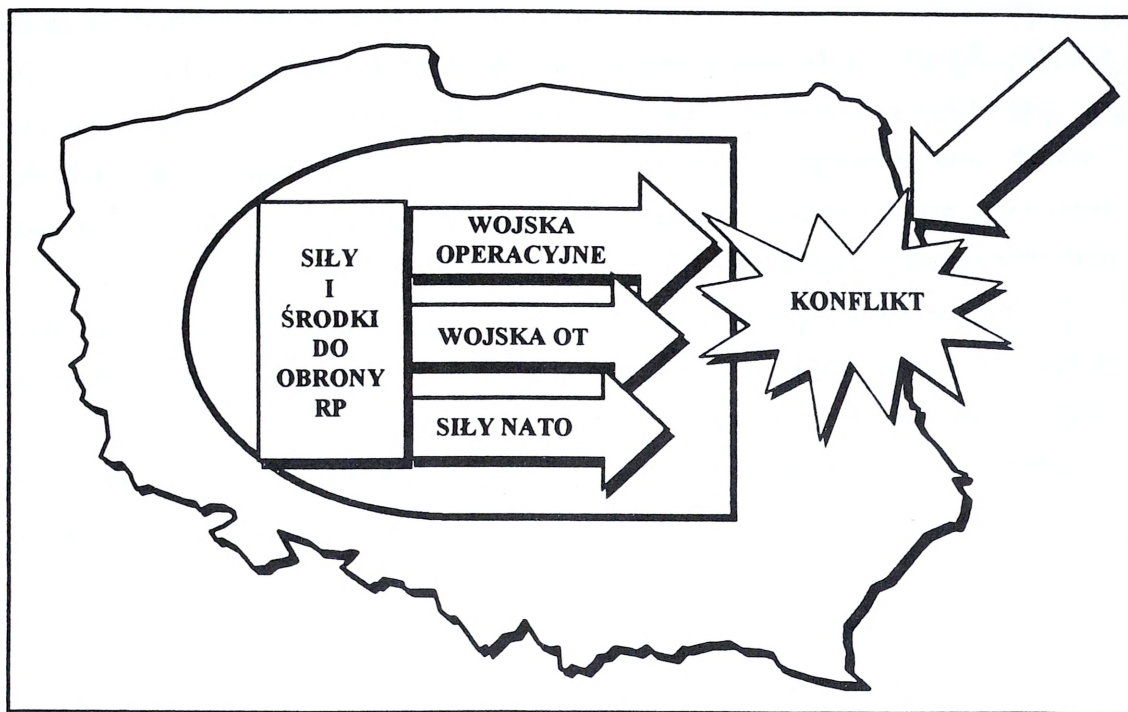 SIŁY
I
ŚRODKI
DO
OBRONY
RP
WOJSKA
OPERACYJNE
WOJSKA OT
SIŁY NATO
KONFLIKT